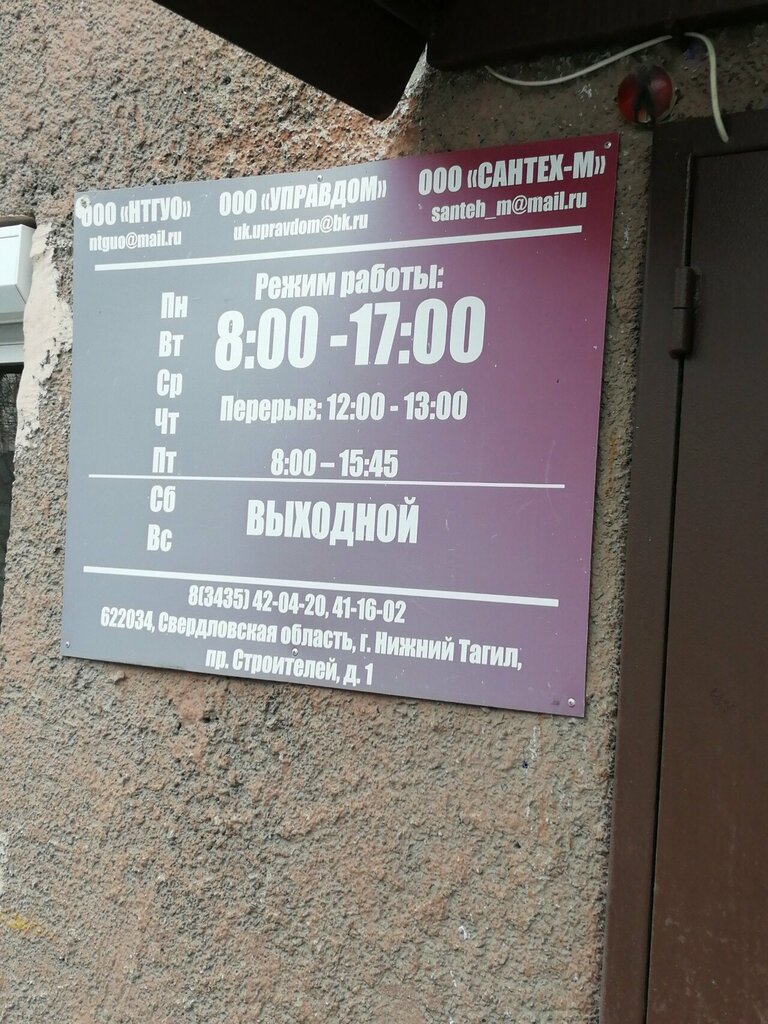 ООО «НТГУО» ООО «УПРАВДОМ» ООО «САНТЕХ-М»
ntguo@mail.ru uk.upravdom@bk.ru santeh_m@mail.ru
Режим работы:
Пн
Вт 8:00 -17:00
Ср
Чт Перерыв: 12:00 - 13:00
Пт 8:00 – 15:45
Сб
Вс ВЫХОДНОЙ
8(3435) 42-04-20, 41-16-02
622034, Свердловская область, г. Нижний Тагил,
пр. Строителей, д. 1